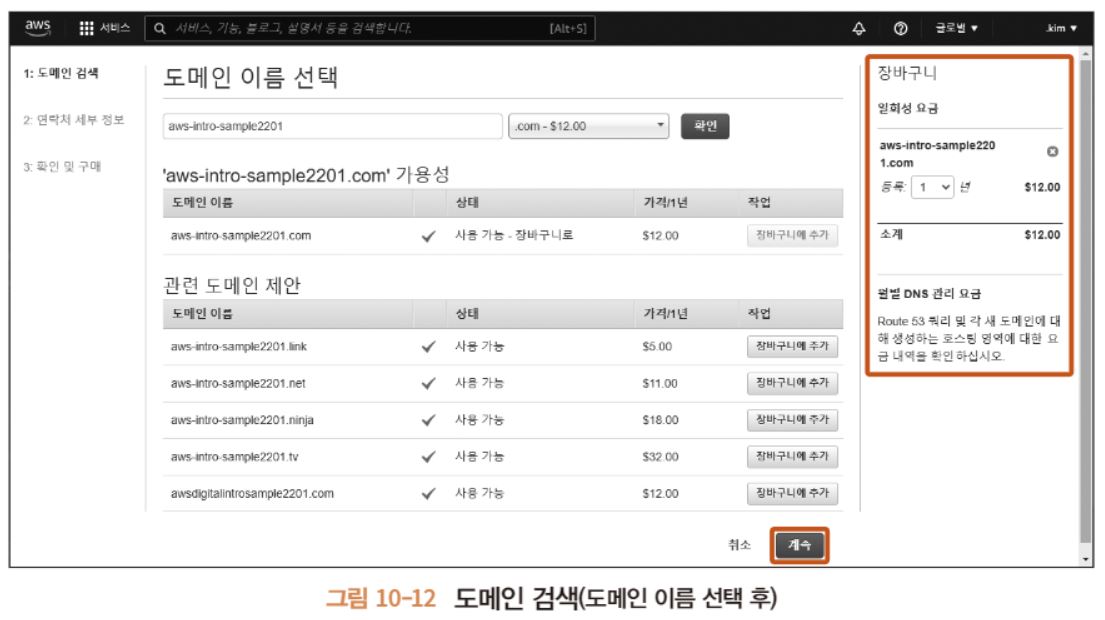 aws 서비스 서비스, 기능, 블로그, 설명서 등을 검색합니다. [Alt+S] 글로벌 ▼ .kim ▼
1: 도메인 검색
2: 연락처 세부 정보
3: 확인 및 구매
도메인 이름 선택
aws-intro-sample2201 .com - $12.00 확인
'aws-intro-sample2201.com' 가용성
도메인 이름 상태 가격/1년 작업
aws-intro-sample2201.com ✓ 사용 가능 - 장바구니로 $12.00 장바구니에 추가
관련 도메인 제안
도메인 이름 상태 가격/1년 작업
aws-intro-sample2201.link ✓ 사용 가능 $5.00 장바구니에 추가
aws-intro-sample2201.net ✓ 사용 가능 $11.00 장바구니에 추가
aws-intro-sample2201.ninja ✓ 사용 가능 $18.00 장바구니에 추가
aws-intro-sample2201.tv ✓ 사용 가능 $32.00 장바구니에 추가
awsdigitalintrosample2201.com ✓ 사용 가능 $12.00 장바구니에 추가
취소 계속
장바구니
일회성 요금
aws-intro-sample220
1.com
등록: 1 년 $12.00
소계 $12.00
월별 DNS 관리 요금
Route 53 쿼리 및 각 새 도메인에 대
해 생성하는 호스팅 영역에 대한 요
금 내역을 확인하십시오.
그림 10-12 도메인 검색(도메인 이름 선택 후)